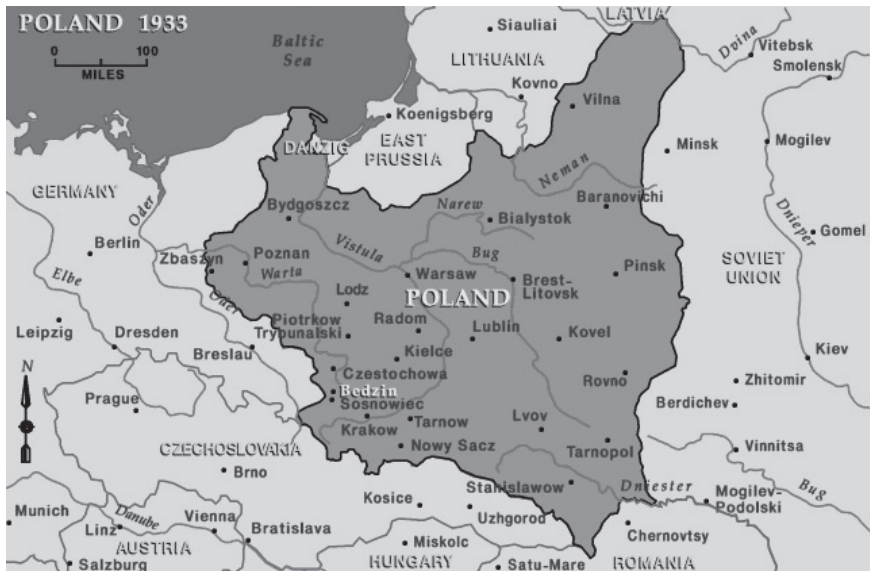 POLAND 1933
0 100
MILES
Baltic
Sea
LATVIA
Siauliai
LITHUANIA
Dvina
Vitebsk
Smolensk
Kovno
Vilna
Koenigsberg
DANZIG
EAST
PRUSSIA
Minsk
Mogilev
GERMANY
Oder
Neman
Baranovichi
Dnieper
Bydgoszcz
Narew
Bialystok
Gomel
Berlin
Vistula
Bug
SOVIET
UNION
Zbaszyn
Poznan
Warta
Warsaw
Brest-
Litovsk
Pinsk
Elbe
Oder
Lodz
POLAND
Leipzig
Dresden
Piotrkow
Trybunalski
Radom
Lublin
Kovel
Breslau
Kielce
Kiev
N
Czestochowa
Rovno
Zhitomir
Prague
Bedzin
Sosnowiec
Berdichev
Krakow
Tarnow
Lvov
CZECHOSLOVAKIA
Nowy Sacz
Tarnopol
Vinnitsa
Brno
Stanislawow
Dniester
Bug
Munich
Danube
Kosice
Uzhgorod
Mogilev-
Podolski
Linz
Vienna
Bratislava
Chernovtsy
AUSTRIA
Miskolc
Salzburg
HUNGARY
Satu-Mare
ROMANIA